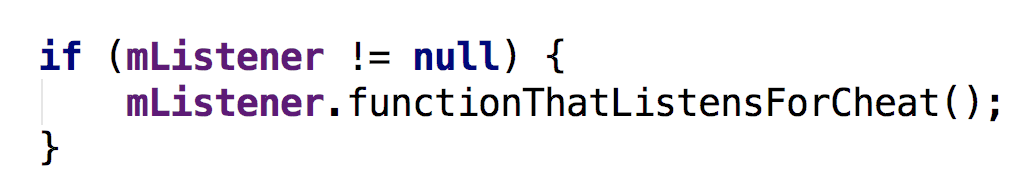 if (mListener != null) {
    mListener.functionThatListensForCheat();
}